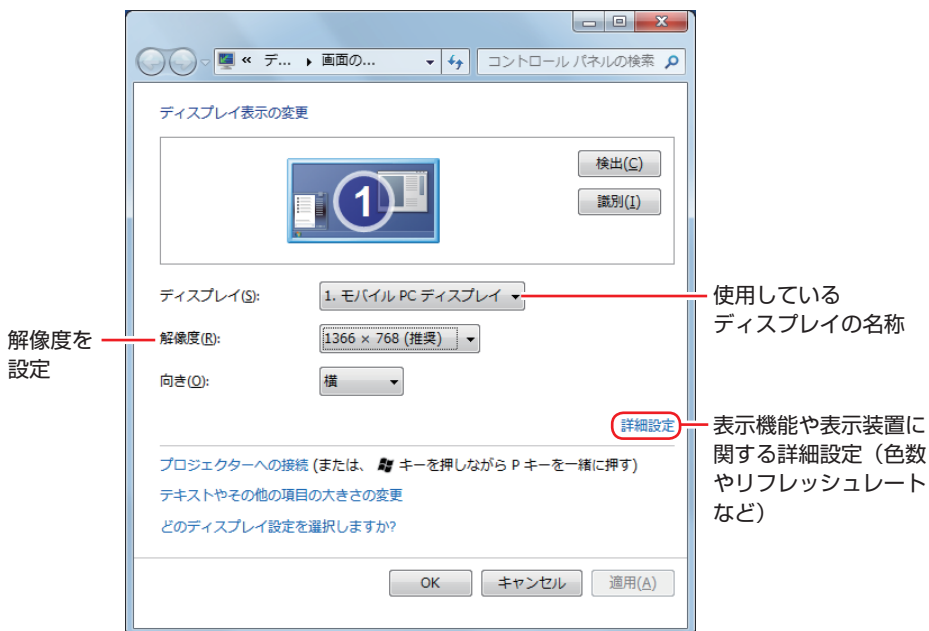 « デ... ▸ 画面の...
コントロール パネルの検索
ディスプレイ表示の変更
1
検出(C)
識別(I)
ディスプレイ(S):
1. モバイル PC ディスプレイ
使用している
ディスプレイの名称
解像度を
設定
解像度(R):
1366 × 768 (推奨)
向き(O):
横
詳細設定
表示機能や表示装置に
関する詳細設定（色数
やリフレッシュレート
など）
プロジェクターへの接続 (または、 キーを押しながら P キーを一緒に押す)
テキストやその他の項目の大きさの変更
どのディスプレイ設定を選択しますか?
OK
キャンセル
適用(A)